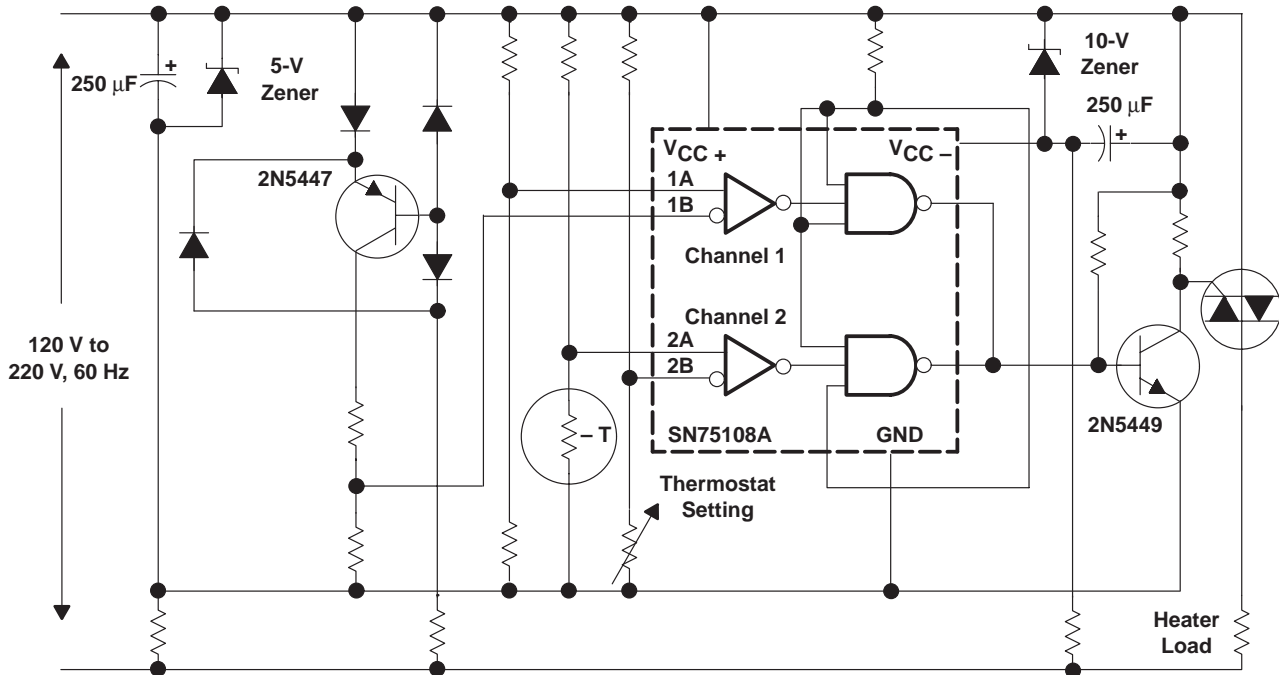 +
250 μF
5-V
Zener
2N5447
120 V to
220 V, 60 Hz
– T
Thermostat
Setting
VCC +
VCC –
1A
1B
Channel 1
Channel 2
2A
2B
SN75108A
GND
10-V
Zener
250 μF
+
2N5449
Heater
Load